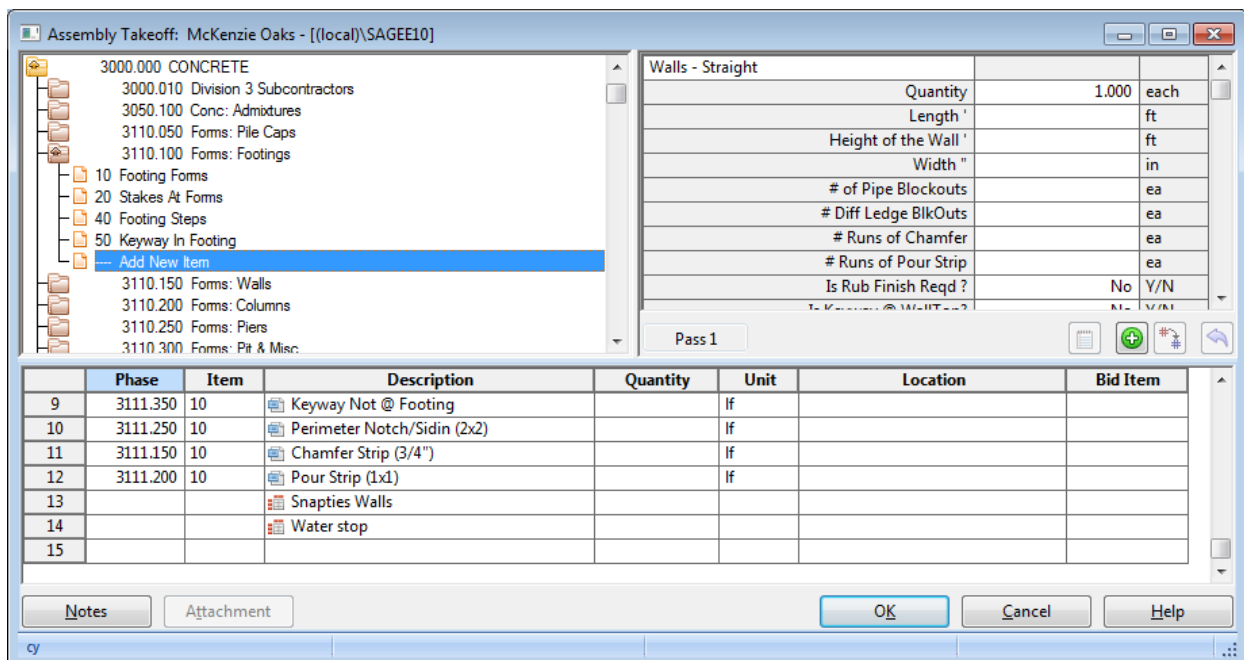 Assembly Takeoff: McKenzie Oaks - [(local)\SAGEE10]
3000.000 CONCRETE
3000.010 Division 3 Subcontractors
3050.100 Conc: Admixtures
3110.050 Forms: Pile Caps
3110.100 Forms: Footings
10 Footing Forms
20 Stakes At Forms
40 Footing Steps
50 Keyway In Footing
---- Add New Item
3110.150 Forms: Walls
3110.200 Forms: Columns
3110.250 Forms: Piers
3110.300 Forms: Pit & Misc
Walls - Straight
Quantity 1.000 each
Length ' ft
Height of the Wall ' ft
Width " in
# of Pipe Blockouts ea
# Diff Ledge BlkOuts ea
# Runs of Chamfer ea
# Runs of Pour Strip ea
Is Rub Finish Reqd ? No Y/N
Is Keyway @ WallTop? No Y/N
Pass 1
Phase Item Description Quantity Unit Location Bid Item
9 3111.350 10 Keyway Not @ Footing lf
10 3111.250 10 Perimeter Notch/Sidin (2x2) lf
11 3111.150 10 Chamfer Strip (3/4") lf
12 3111.200 10 Pour Strip (1x1) lf
13 Snapties Walls
14 Water stop
15
Notes Attachment OK Cancel Help
cy